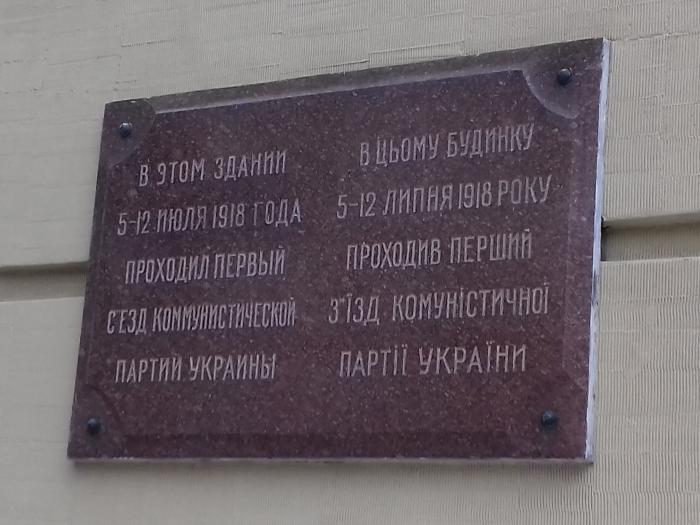 В ЭТОМ ЗДАНИИ
5-12 ИЮЛЯ 1918 ГОДА
ПРОХОДИЛ ПЕРВЫЙ
С"ЕЗД КОММУНИСТИЧЕСКОЙ
ПАРТИИ УКРАИНЫ
В ЦЬОМУ БУДИНКУ
5-12 ЛИПНЯ 1918 РОКУ
ПРОХОДИВ ПЕРШИЙ
З"ЇЗД КОМУНІСТИЧНОЇ
ПАРТІЇ УКРАЇНИ